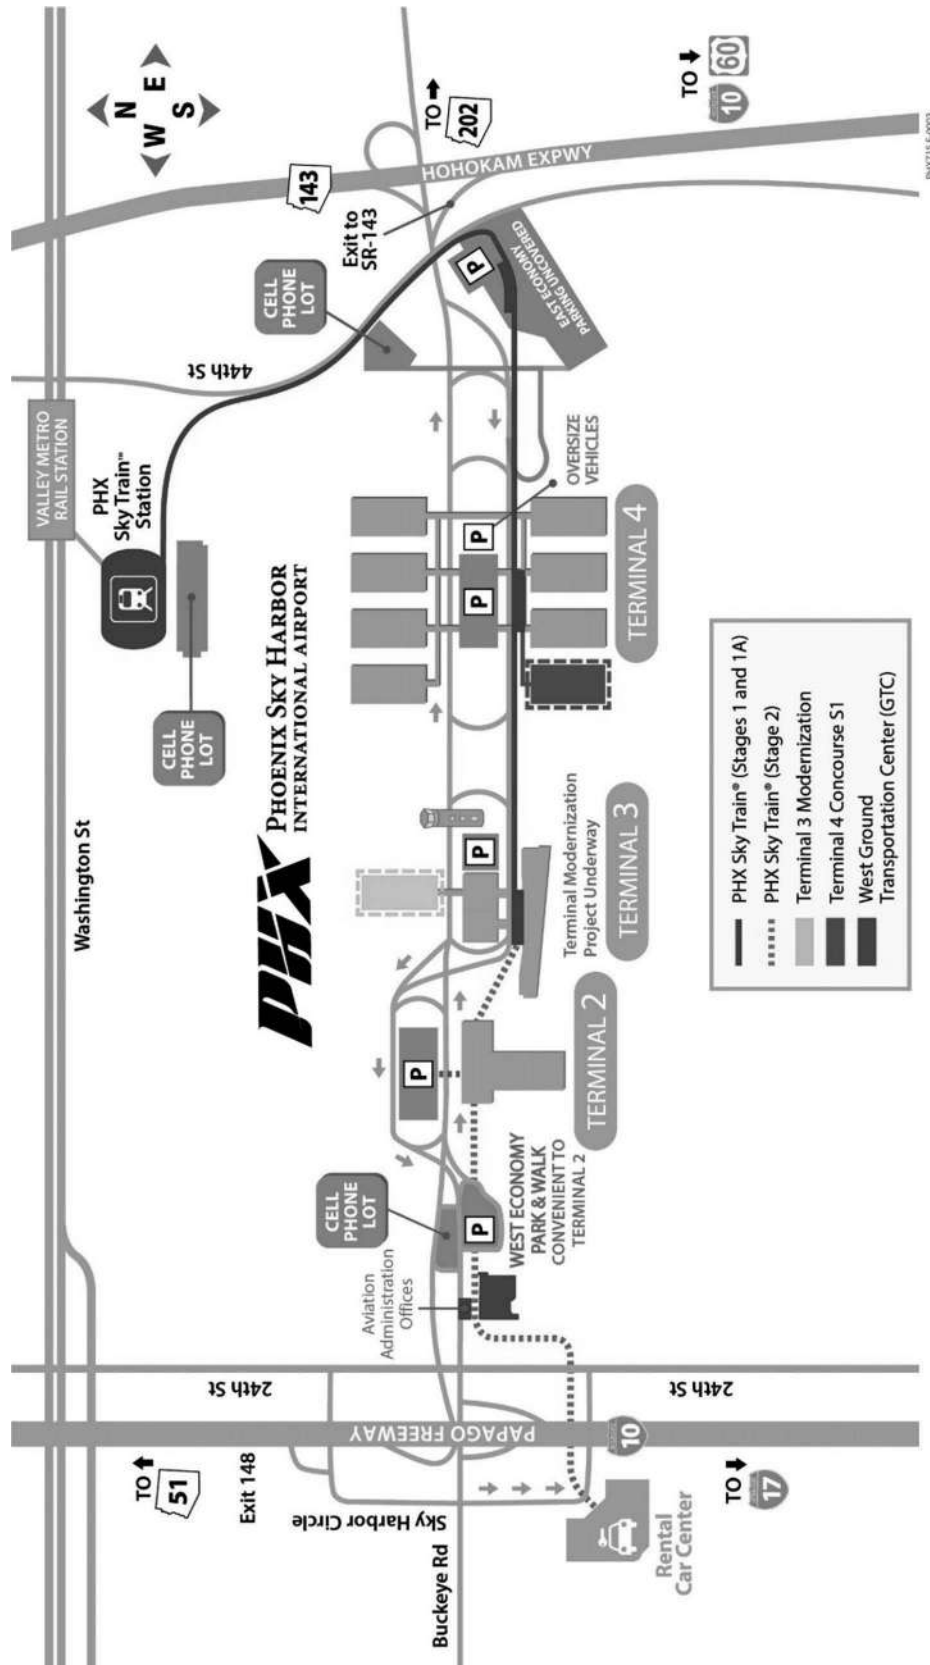 Washington St
VALLEY METRO
RAIL STATION
PHX
Sky Train™
Station
44th St
CELL
PHONE
LOT
143
N
W E
S
CELL
PHONE
LOT
PHX
PHOENIX SKY HARBOR
INTERNATIONAL AIRPORT
Exit to
SR-143
TO
202
HOHOKAM EXPWY
TO
10
60
TO
51
Exit 148
24th St
Sky Harbor Circle
PAPAGO FREEWAY
Buckeye Rd
Aviation
Administration
Offices
CELL
PHONE
LOT
P
WEST ECONOMY
PARK & WALK
CONVENIENT TO
TERMINAL 2
P
TERMINAL 2
P
Terminal Modernization
Project Underway
TERMINAL 3
P
P
OVERSIZE
VEHICLES
TERMINAL 4
P
EAST ECONOMY
PARKING UNCOVERED
24th St
10
TO
17
Rental
Car Center
PHX Sky Train® (Stages 1 and 1A)
PHX Sky Train® (Stage 2)
Terminal 3 Modernization
Terminal 4 Concourse S1
West Ground
Transportation Center (GTC)